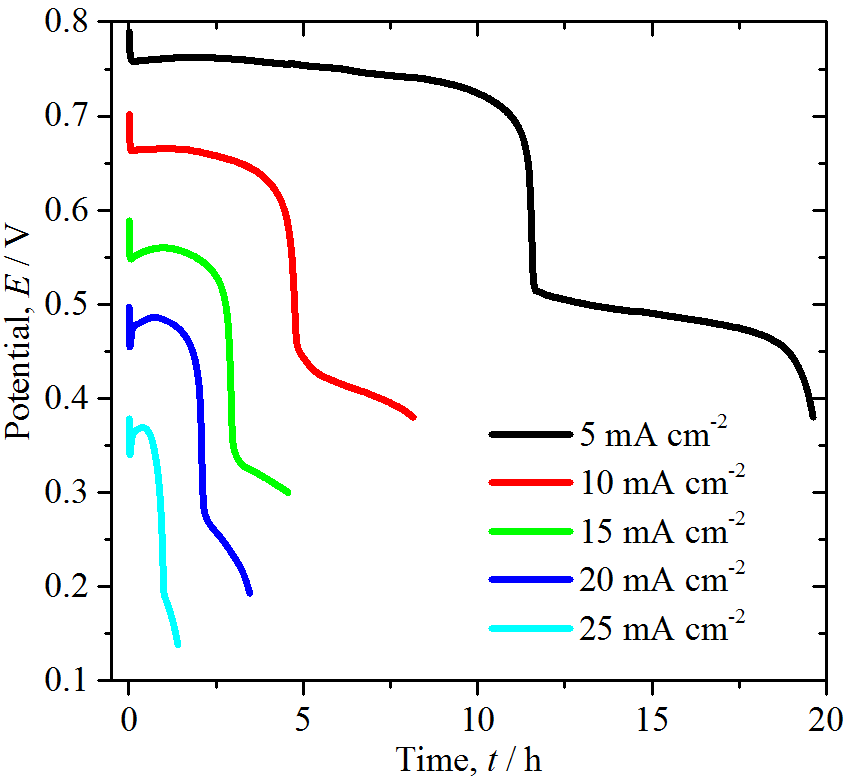 0.8
0.7
0.6
0.5
0.4
0.3
0.2
0.1
Potential, E / V
5 mA cm-2
10 mA cm-2
15 mA cm-2
20 mA cm-2
25 mA cm-2
0 5 10 15 20
Time, t / h